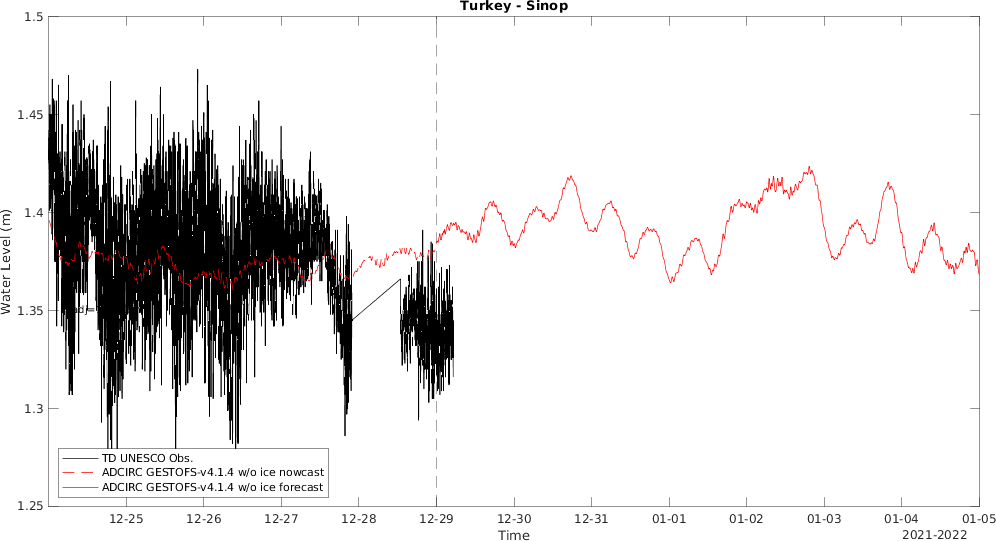 Turkey - Sinop
Water Level (m)
1.5
1.45
1.4
1.35
1.3
1.25
adj=
TD UNESCO Obs.
ADCIRC GESTOFS-v4.1.4 w/o ice nowcast
ADCIRC GESTOFS-v4.1.4 w/o ice forecast
12-25 12-26 12-27 12-28 12-29 12-30 12-31 01-01 01-02 01-03 01-04 01-05
Time
2021-2022